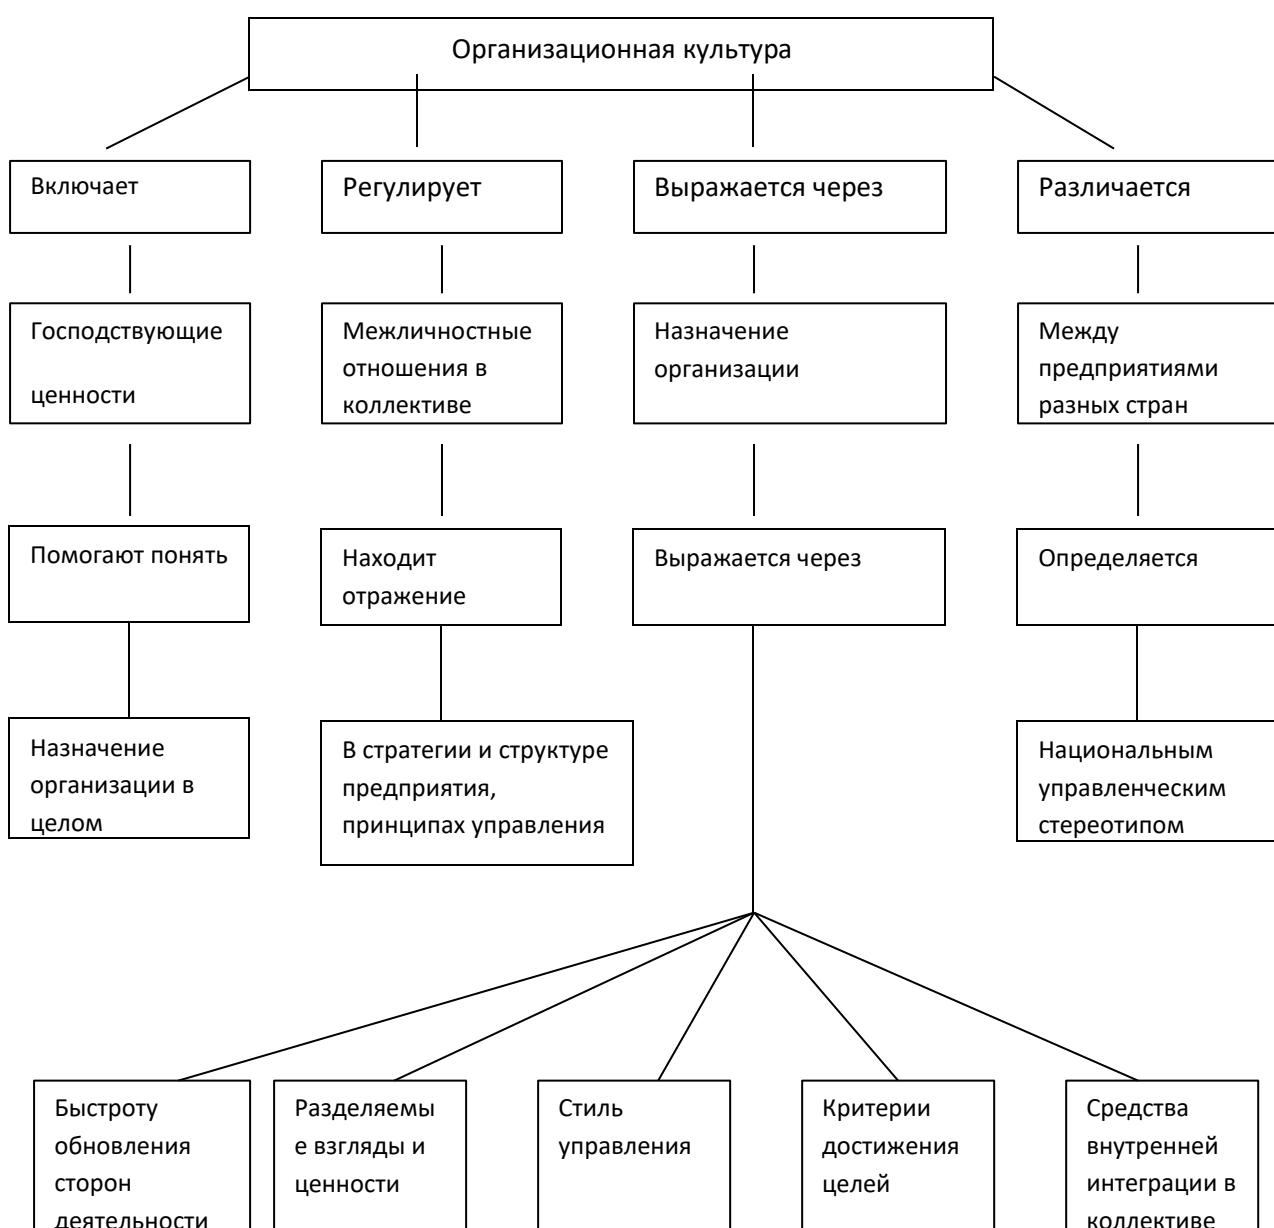 Организационная культура
Включает
Регулирует
Выражается через
Различается
Господствующие
ценности
Межличностные
отношения в
коллективе
Назначение
организации
Между
предприятиями
разных стран
Помогают понять
Находит
отражение
Выражается через
Определяется
Назначение
организации в
целом
В стратегии и структуре
предприятия,
принципах управления
Национальным
управленческим
стереотипом
Быстроту
обновления
сторон
деятельности
Разделяемы
е взгляды и
ценности
Стиль
управления
Критерии
достижения
целей
Средства
внутренней
интеграции в
коллективе